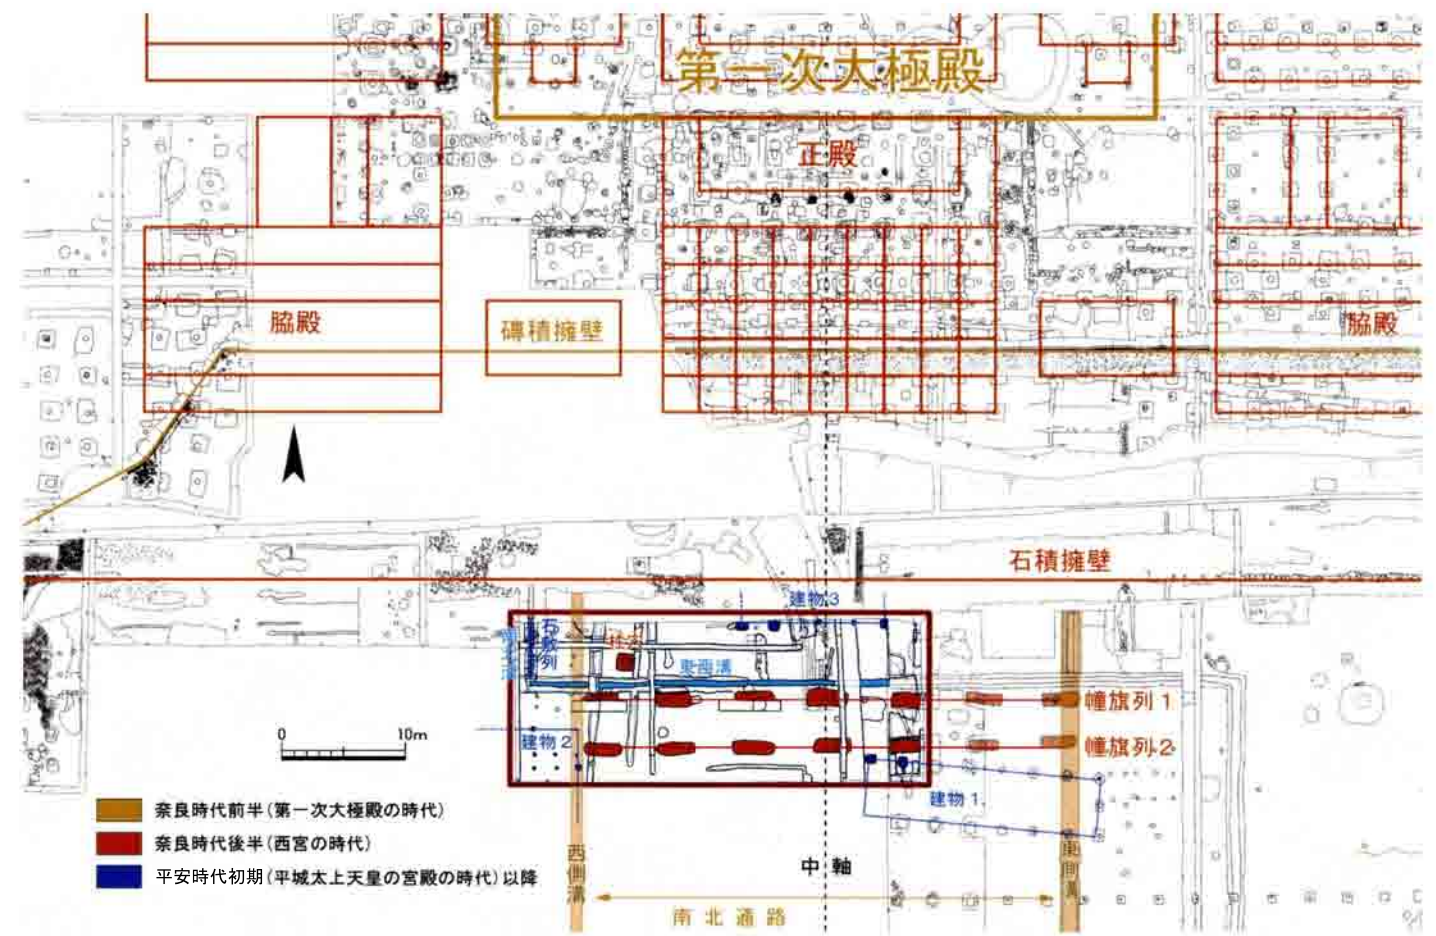 第一次大極殿
正殿
脇殿
磚積擁壁
脇殿
石積擁壁
建物3
石敷列
東西溝
幢旗列1
建物2
幢旗列2
0 10m
建物1
奈良時代前半(第一次大極殿の時代)
奈良時代後半(西宮の時代)
平安時代初期(平城太上天皇の宮殿の時代)以降
西側溝
中軸
東側溝
南北通路